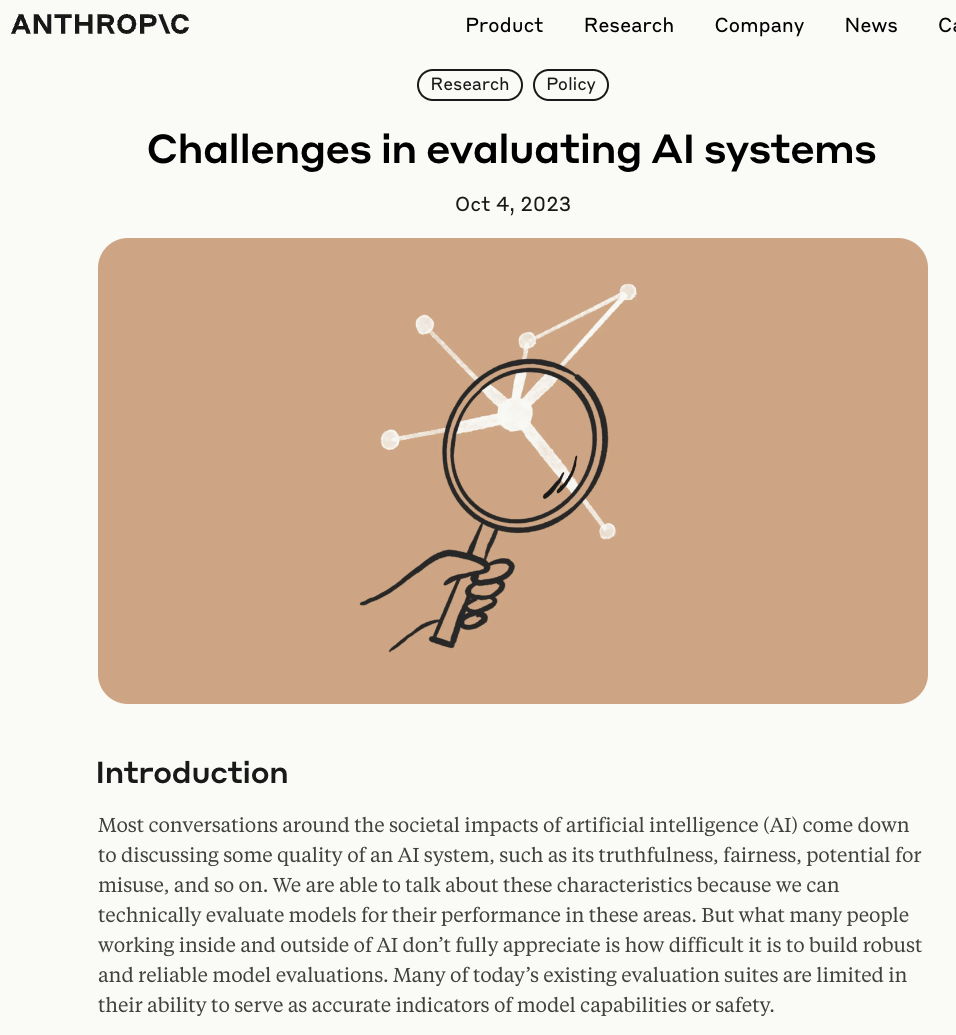 ANTHROP\C
Product Research Company News
Research Policy
Challenges in evaluating AI systems
Oct 4, 2023
Introduction
Most conversations around the societal impacts of artificial intelligence (AI) come down
to discussing some quality of an AI system, such as its truthfulness, fairness, potential for
misuse, and so on. We are able to talk about these characteristics because we can
technically evaluate models for their performance in these areas. But what many people
working inside and outside of AI don’t fully appreciate is how difficult it is to build robust
and reliable model evaluations. Many of today’s existing evaluation suites are limited in
their ability to serve as accurate indicators of model capabilities or safety.